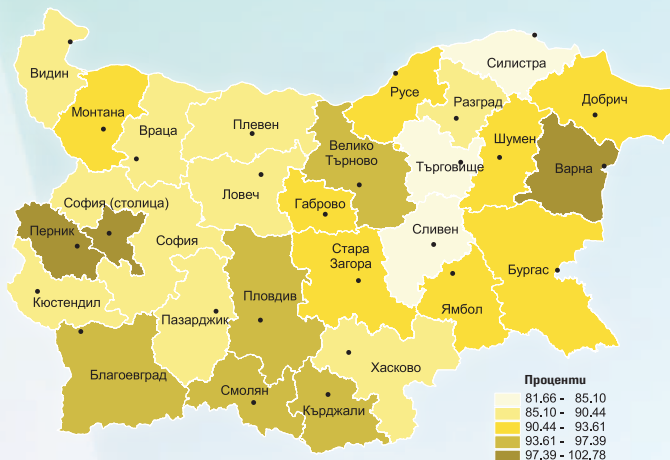 Видин
Монтана
Враца
Плевен
Велико
Търново
Русе
Силистра
Разград
Добрич
Шумен
Търговище
Варна
Ловеч
Габрово
София (столица)
Перник
София
Кюстендил
Сливен
Стара
Загора
Бургас
Ямбол
Пловдив
Пазарджик
Благоевград
Смолян
Кърджали
Хасково
Проценти
81.66 - 85.10
85.10 - 90.44
90.44 - 93.61
93.61 - 97.39
97.39 - 102.78